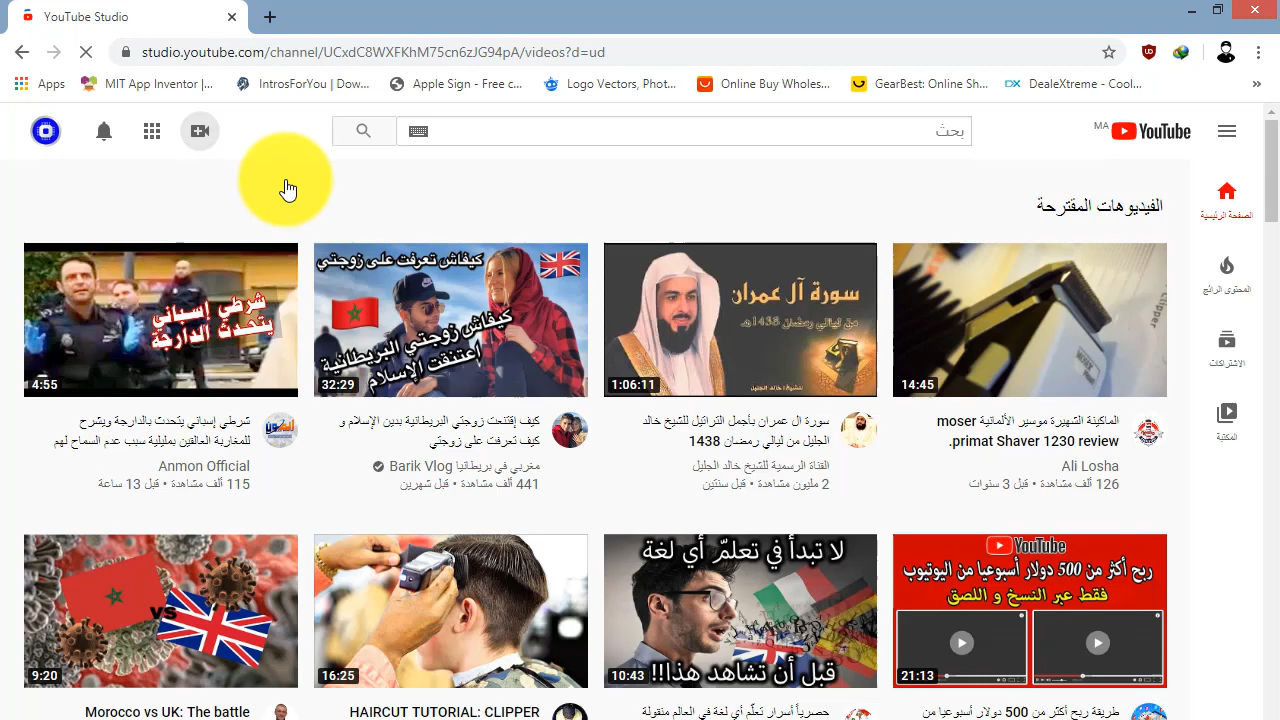 YouTube Studio
studio.youtube.com/channel/UCxdC8WXFKhM75cn6zJG94pA/videos?d=ud
Apps
MIT App Inventor |...
IntrosForYou | Dow...
Apple Sign - Free c...
Logo Vectors, Phot...
Online Buy Wholes...
GearBest: Online Sh...
DealeXtreme - Cool...
»
YouTube MA
بحث
الصفحة الرئيسية
المحتوى الرائج
الاشتراكات
المكتبة
الفيديوهات المقترحة
14:45
الماكينة الشهيرة موسير الألمانية moser
primat Shaver 1230 review.
Ali Losha
126 ألف مشاهدة • قبل 3 سنوات
سورة آل عمران
من ليالي رمضان 1438هـ
1:06:11
سورة آل عمران بأجمل التراتيل للشيخ خالد
الجليل من ليالي رمضان 1438
القناة الرسمية للشيخ خالد الجليل
2 مليون مشاهدة • قبل سنتين
كيفاش تعرفت على زوجتي
كيفاش زوجتي البريطانية
اعتنقت الإسلام
32:29
كيف إقتنعت زوجتي البريطانية بدين الإسلام و
كيف تعرفت على زوجتي
مغربي في بريطانيا Barik Vlog
441 ألف مشاهدة • قبل شهرين
شرطي إسباني
يتحدث الدارجة
4:55
شرطي إسباني يتحدث بالدارجة ويشرح
للمغاربة العالقين بمليلية سبب عدم السماح لهم
Anmon Official
115 ألف مشاهدة • قبل 13 ساعة
YouTube
ربح أكثر من 500 دولار أسبوعيا من اليوتيوب
فقط عبر النسخ و اللصق
21:13
طريقة ربح أكثر من 500 دولار أسبوعيا من
لا تبدأ في تعلّم أي لغة
قبل أن تشاهد هذا!!!
10:43
حصرياً أسرار تعلّم أي لغة في العالم منقولة
16:25
HAIRCUT TUTORIAL: CLIPPER
vs
9:20
Morocco vs UK: The battle